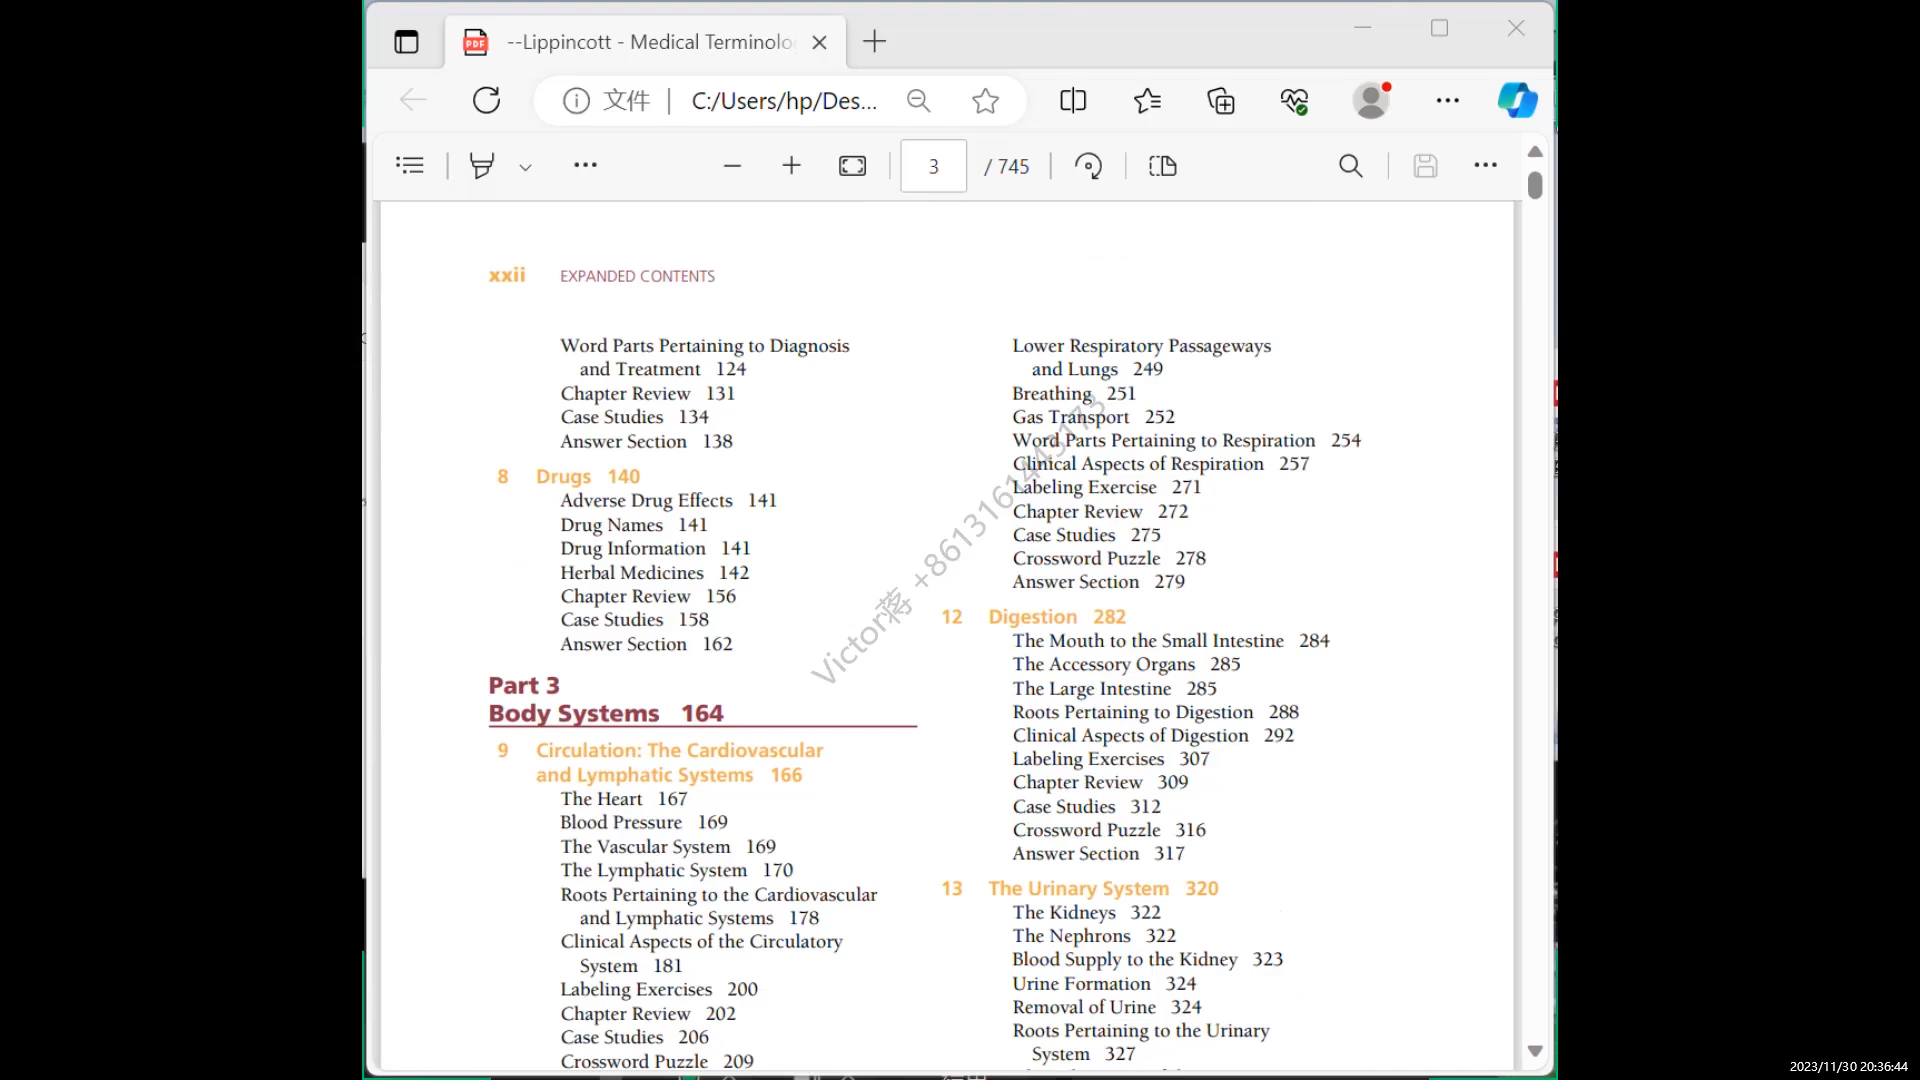 --Lippincott - Medical Terminolo
文件 | C:/Users/hp/Des...
3 / 745
xxii EXPANDED CONTENTS
Word Parts Pertaining to Diagnosis
and Treatment 124
Chapter Review 131
Case Studies 134
Answer Section 138
8 Drugs 140
Adverse Drug Effects 141
Drug Names 141
Drug Information 141
Herbal Medicines 142
Chapter Review 156
Case Studies 158
Answer Section 162
Part 3
Body Systems 164
9 Circulation: The Cardiovascular
and Lymphatic Systems 166
The Heart 167
Blood Pressure 169
The Vascular System 169
The Lymphatic System 170
Roots Pertaining to the Cardiovascular
and Lymphatic Systems 178
Clinical Aspects of the Circulatory
System 181
Labeling Exercises 200
Chapter Review 202
Case Studies 206
Crossword Puzzle 209
Lower Respiratory Passageways
and Lungs 249
Breathing 251
Gas Transport 252
Word Parts Pertaining to Respiration 254
Clinical Aspects of Respiration 257
Labeling Exercise 271
Chapter Review 272
Case Studies 275
Crossword Puzzle 278
Answer Section 279
12 Digestion 282
The Mouth to the Small Intestine 284
The Accessory Organs 285
The Large Intestine 285
Roots Pertaining to Digestion 288
Clinical Aspects of Digestion 292
Labeling Exercises 307
Chapter Review 309
Case Studies 312
Crossword Puzzle 316
Answer Section 317
13 The Urinary System 320
The Kidneys 322
The Nephrons 322
Blood Supply to the Kidney 323
Urine Formation 324
Removal of Urine 324
Roots Pertaining to the Urinary
System 327
Victor蒋
2023/11/30 20:36:44